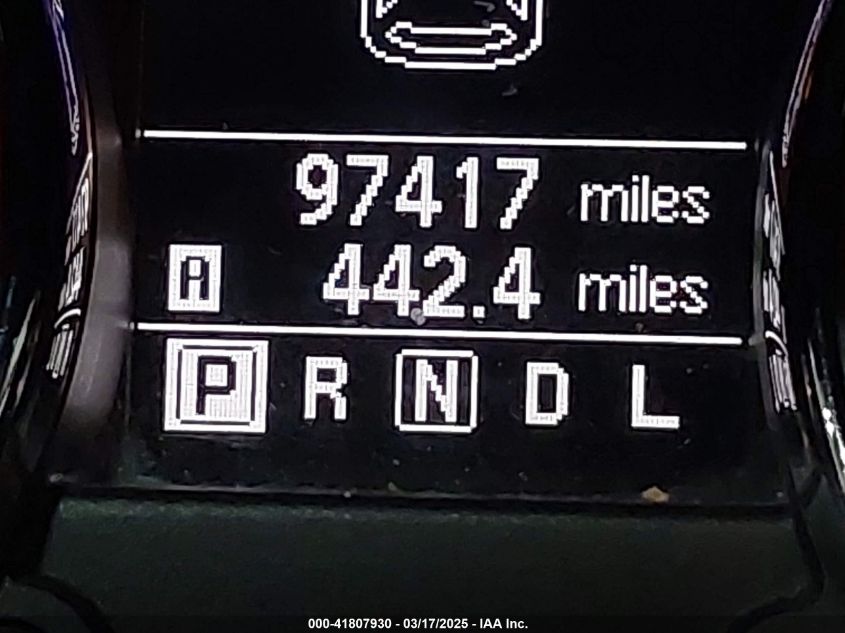 97417 miles
A 442.4 miles
P R N D L
000-41807930 - 03/17/2025 - IAA Inc.